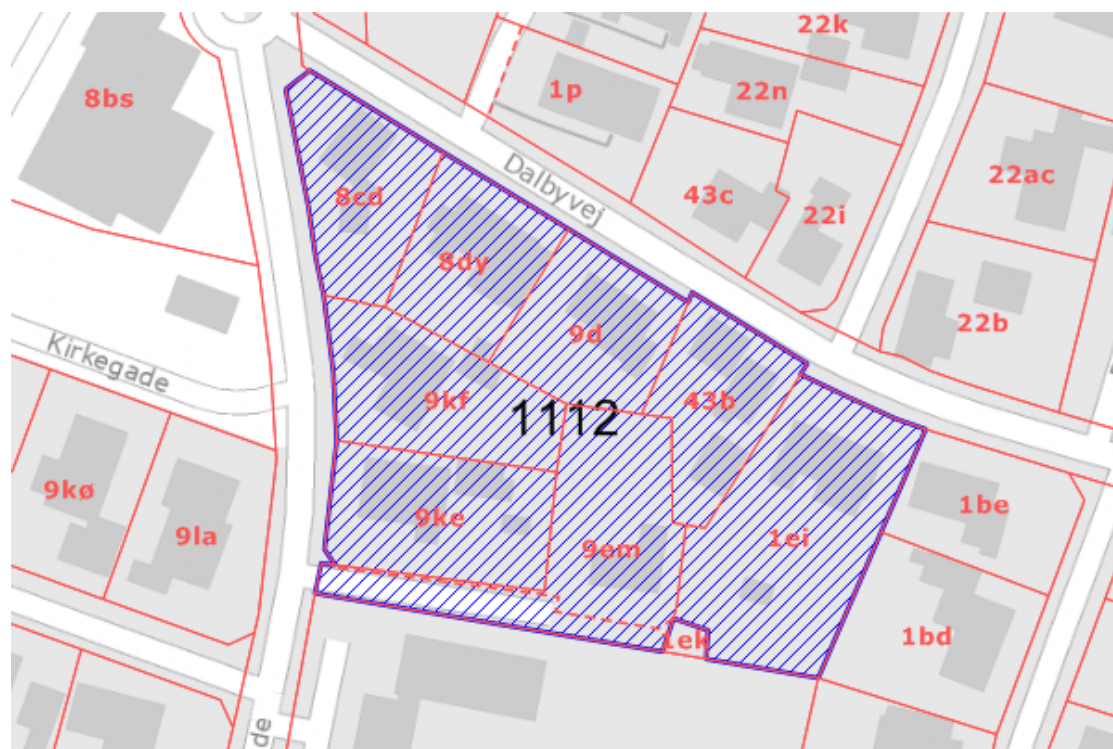 22k
8bs
1p
22n
22ac
Dalbyvej
8cd
43c
22i
8dy
22b
9d
Kirkegade
9kf
43b
1112
9kø
9ke
1be
9la
9em
1ei
1ek
1bd
de